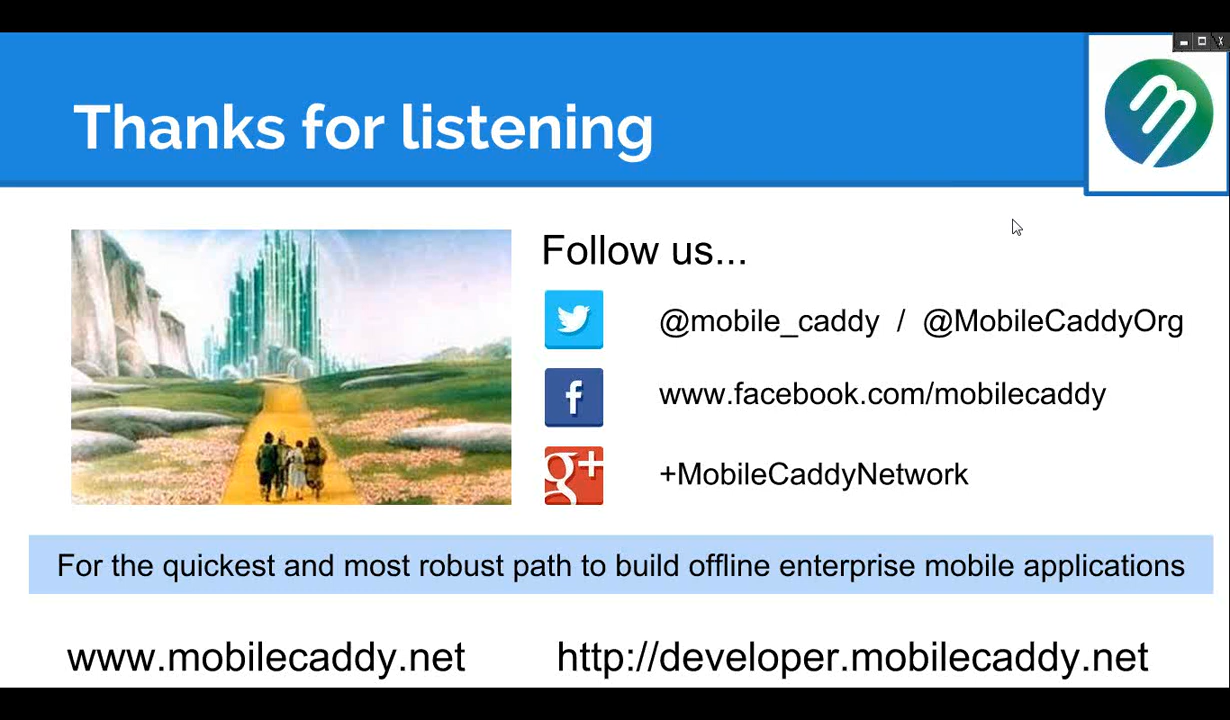 Thanks for listening
Follow us...
@mobile_caddy / @MobileCaddyOrg
www.facebook.com/mobilecaddy
+MobileCaddyNetwork
For the quickest and most robust path to build offline enterprise mobile applications
www.mobilecaddy.net
http://developer.mobilecaddy.net